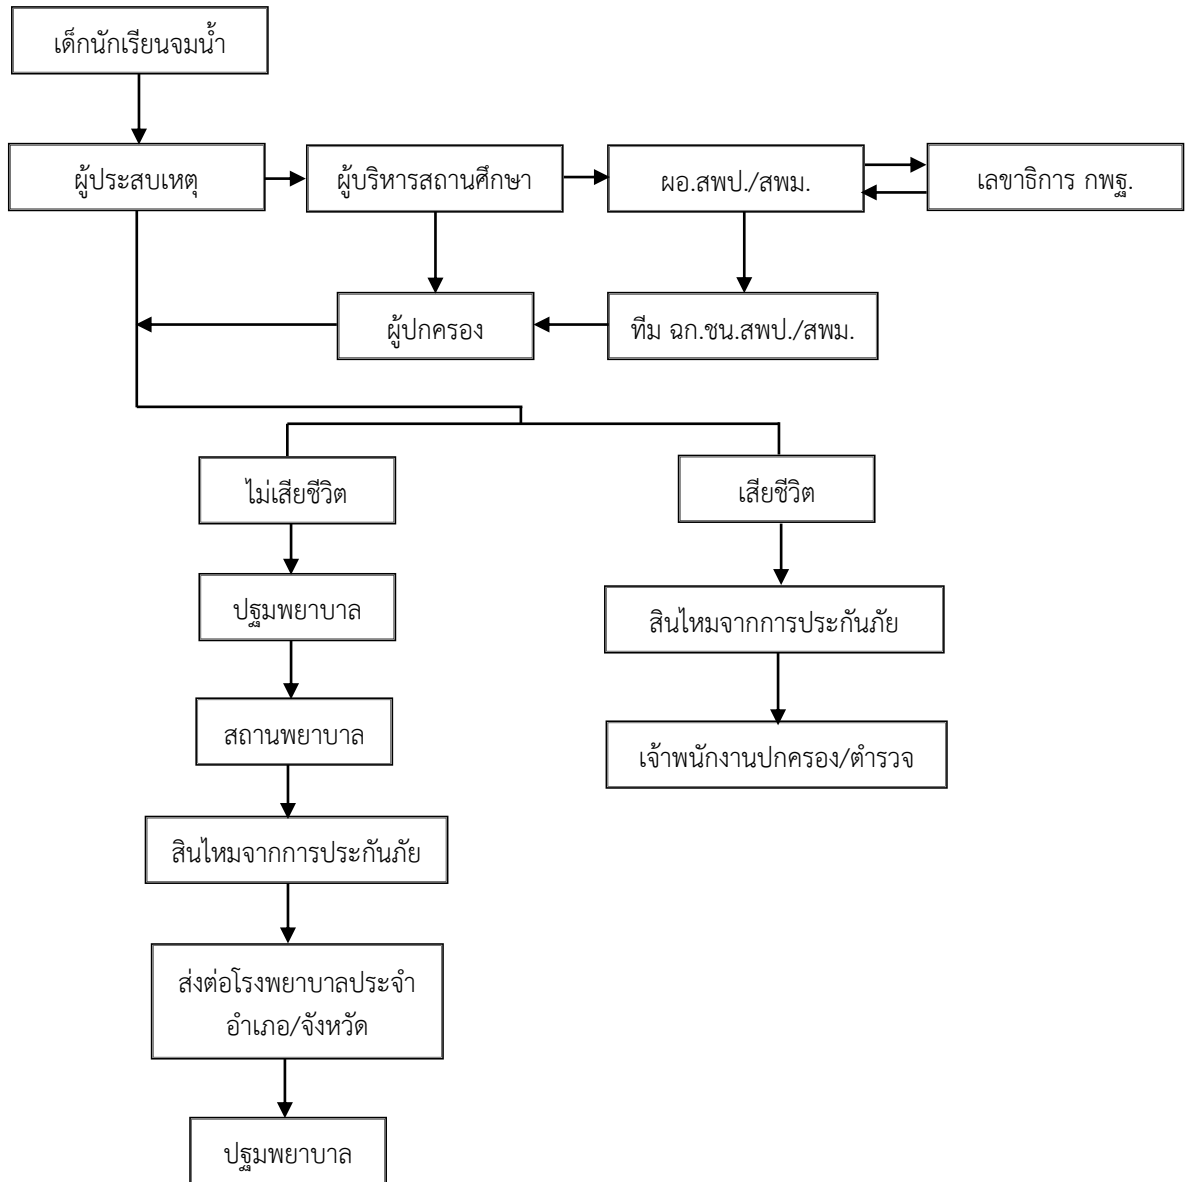 เด็กนักเรียนจมน้ำ
ผู้ประสบเหตุ
ผู้บริหารสถานศึกษา
ผอ.สพป./สพม.
เลขาธิการ กพฐ.
ผู้ปกครอง
ทีม ฉก.ชน.สพป./สพม.
ไม่เสียชีวิต
เสียชีวิต
ปฐมพยาบาล
สินไหมจากการประกันภัย
สถานพยาบาล
เจ้าพนักงานปกครอง/ตำรวจ
สินไหมจากการประกันภัย
ส่งต่อโรงพยาบาลประจำ
อำเภอ/จังหวัด
ปฐมพยาบาล